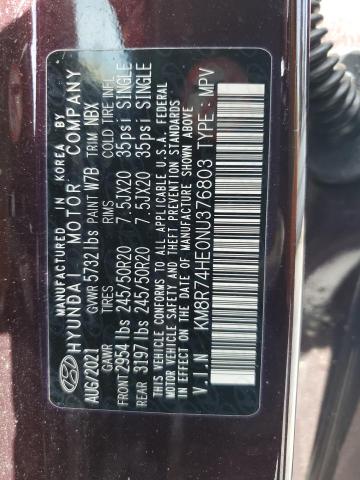 MANUFACTURED IN KOREA BY
HYUNDAI MOTOR COMPANY
AUG/2021 GVWR 5732 lbs PAINT W7B TRIM NBX
GAWR TIRES RIMS COLD TIRE INFL
FRONT 2954 lbs 245/50R20 7.5JX20 35psi SINGLE
REAR 3197 lbs 245/50R20 7.5JX20 35psi SINGLE
THIS VEHICLE CONFORMS TO ALL APPLICABLE U.S.A. FEDERAL
MOTOR VEHICLE SAFETY AND THEFT PREVENTION STANDARDS
IN EFFECT ON THE DATE OF MANUFACTURE SHOWN ABOVE.
V.I.N KM8R74HE0NU376803 TYPE : MPV